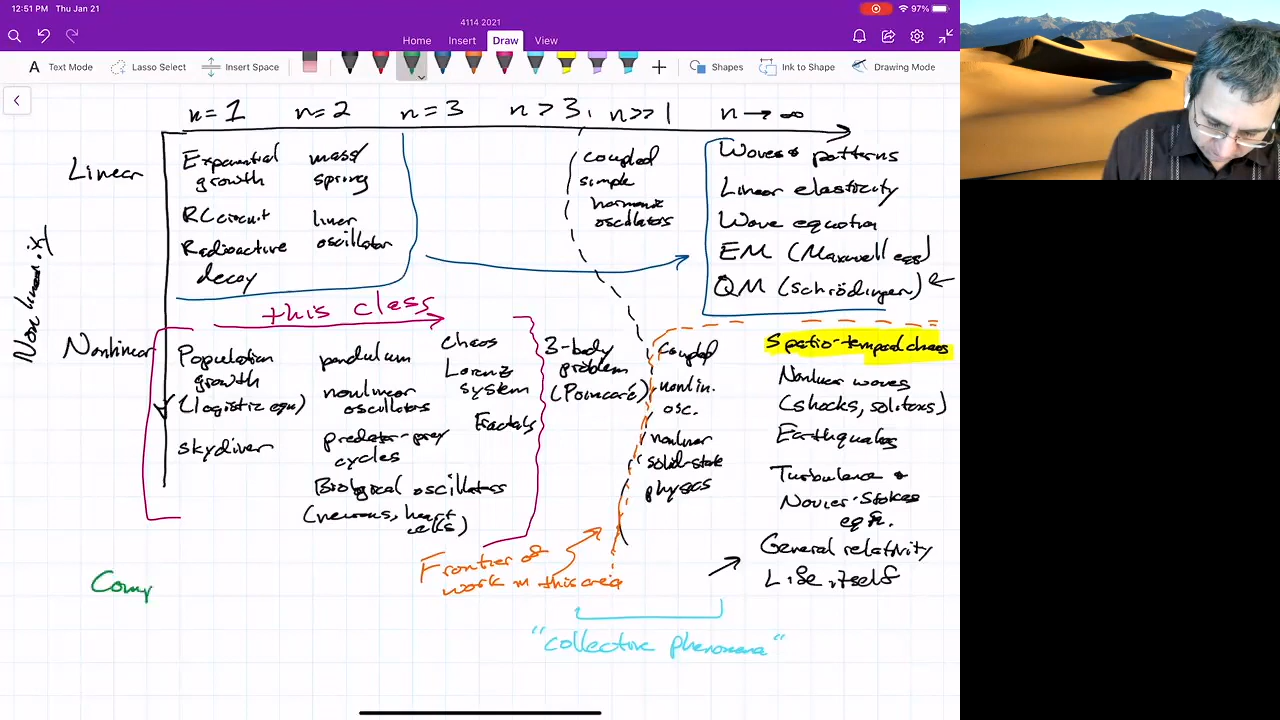 12:51 PM Thu Jan 21
97%
4114 2021
Home Insert Draw View
Text Mode Lasso Select Insert Space Shapes Ink to Shape Drawing Mode
n = 1 n = 2 n = 3 n > 3 n >> 1 n → ∞
Linear
Nonlinearity
Exponential
growth
RC circuit
Radioactive
decay
mass/
spring
linear
oscillator
coupled
simple
harmonic
oscillators
Waves & patterns
Linear elasticity
Wave equation
EM (Maxwell eqs)
QM (Schrödinger)
this class
Nonlinear
Population
growth
(logistic eqn)
skydiver
pendulum
nonlinear
oscillators
predator-prey
cycles
Biological oscillators
(neurons, heart
cells)
chaos
Lorenz
system
Fractals
3-body
problem
(Poincaré)
coupled
nonlin.
osc.
nonlinear
solid-state
physics
Spatio-temporal chaos
Nonlinear waves
(shocks, solitons)
Earthquakes
Turbulence &
Navier-Stokes
eqn.
General relativity
Life itself
Frontier of
work in this area
"collective phenomena"
Comp